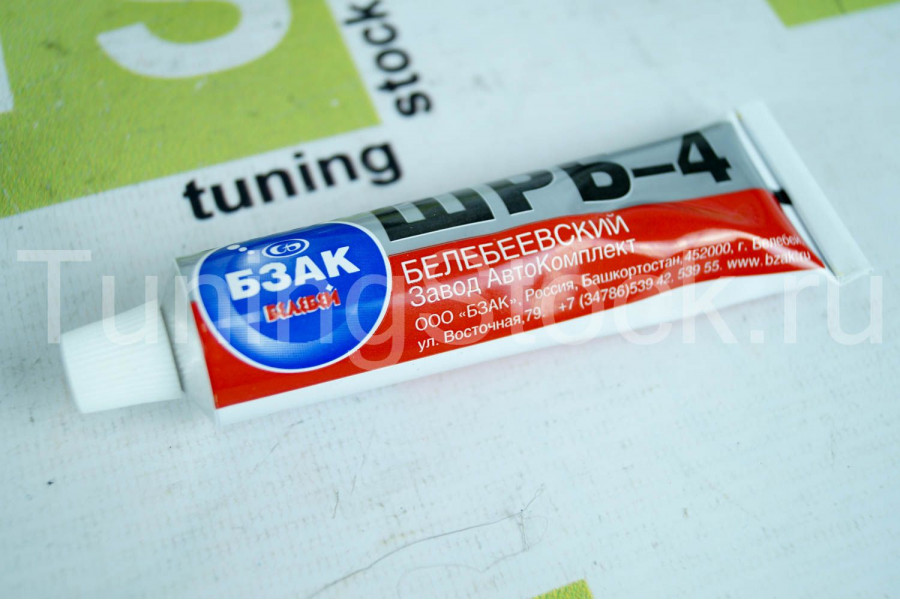 tuning
stock
ШРБ-4
БЗАК
БЕЛЕБЕЙ
БЕЛЕБЕЕВСКИЙ
Завод АвтоКомплект
ООО «БЗАК», Россия, Башкортостан, 452000, г. Белебей
ул. Восточная, 79. +7 (34786)539 42, 539 55. www.bzak.ru
Tuning-stock.ru